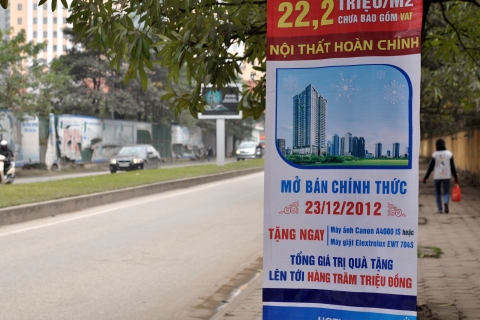 22,2 TRIỆU/M2
CHƯA BAO GỒM VAT
NỘI THẤT HOÀN CHỈNH
MỞ BÁN CHÍNH THỨC
23/12/2012
TẶNG NGAY
Máy ảnh Canon A4000 IS hoặc
Máy giặt Elextrolux EWT 704S
TỔNG GIÁ TRỊ QUÀ TẶNG
LÊN TỚI HÀNG TRĂM TRIỆU ĐỒNG